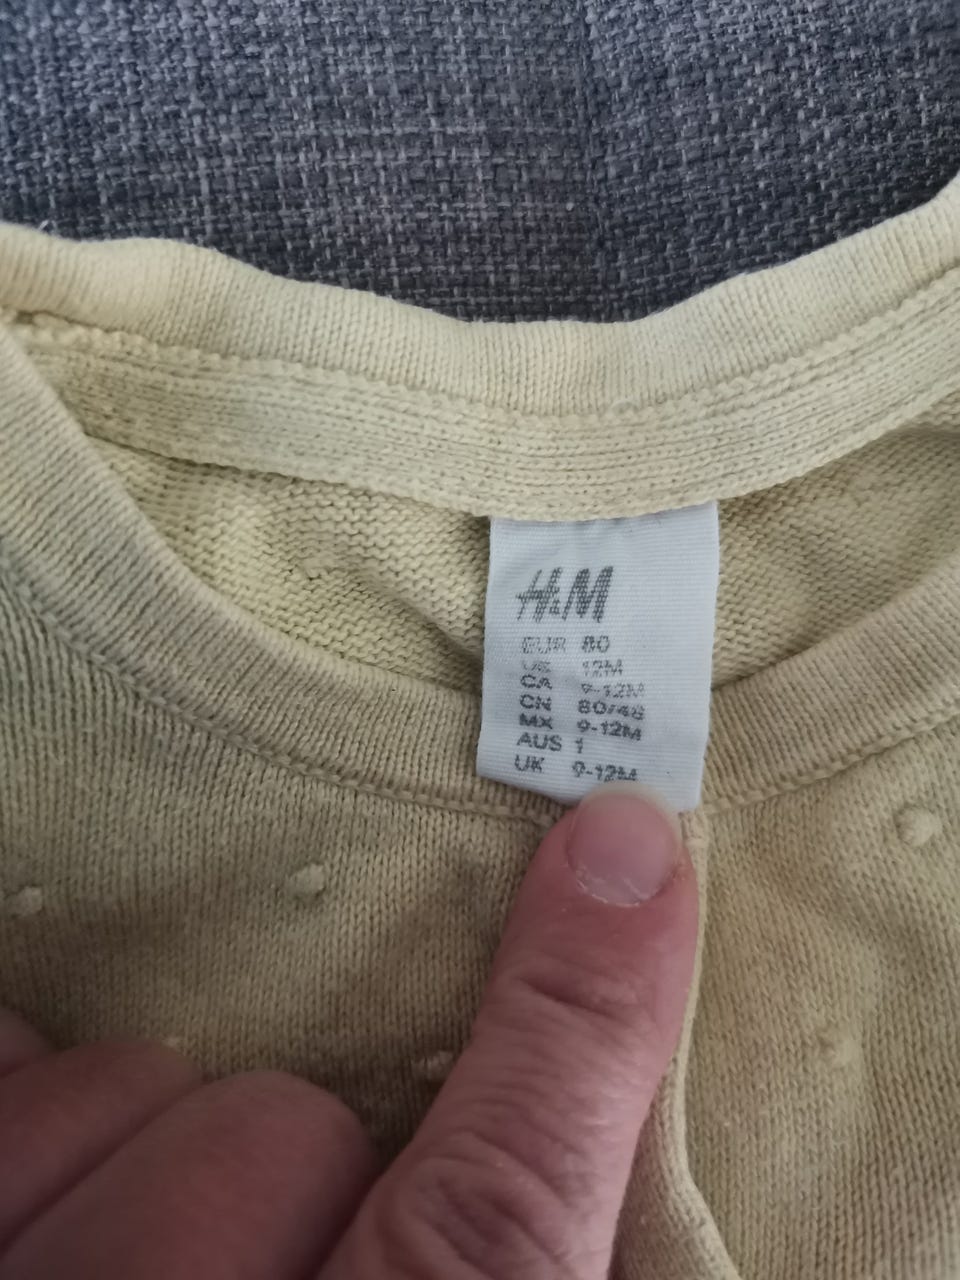 H&M
EUR 80
US 12M
CA 9-12M
CN 80/48
MX 9-12M
AUS 1
UK 9-12M